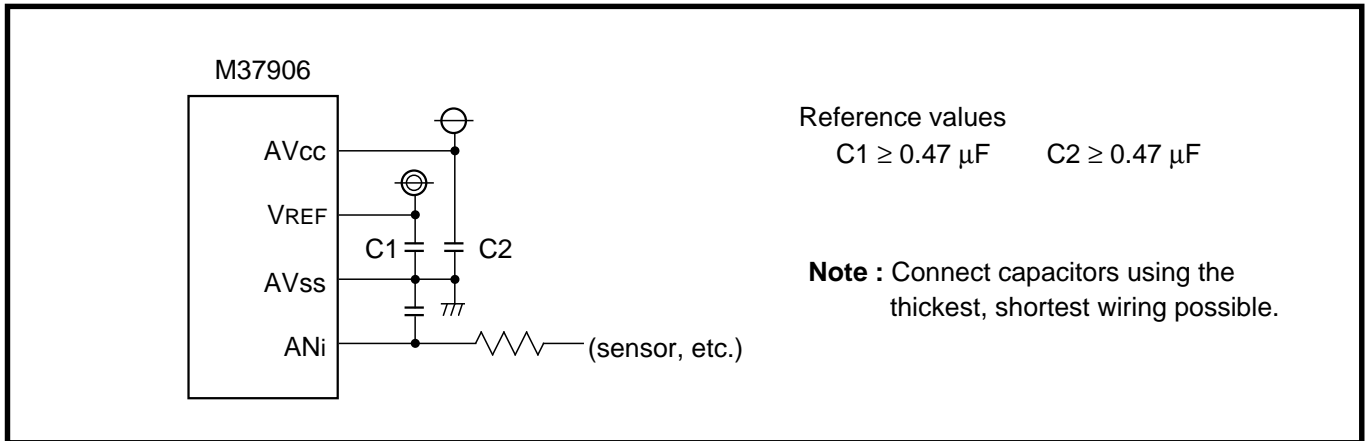 M37906
AVcc
VREF
AVss
ANi
C1
C2
(sensor, etc.)
Reference values
C1 ≥ 0.47 μF C2 ≥ 0.47 μF
Note : Connect capacitors using the
thickest, shortest wiring possible.